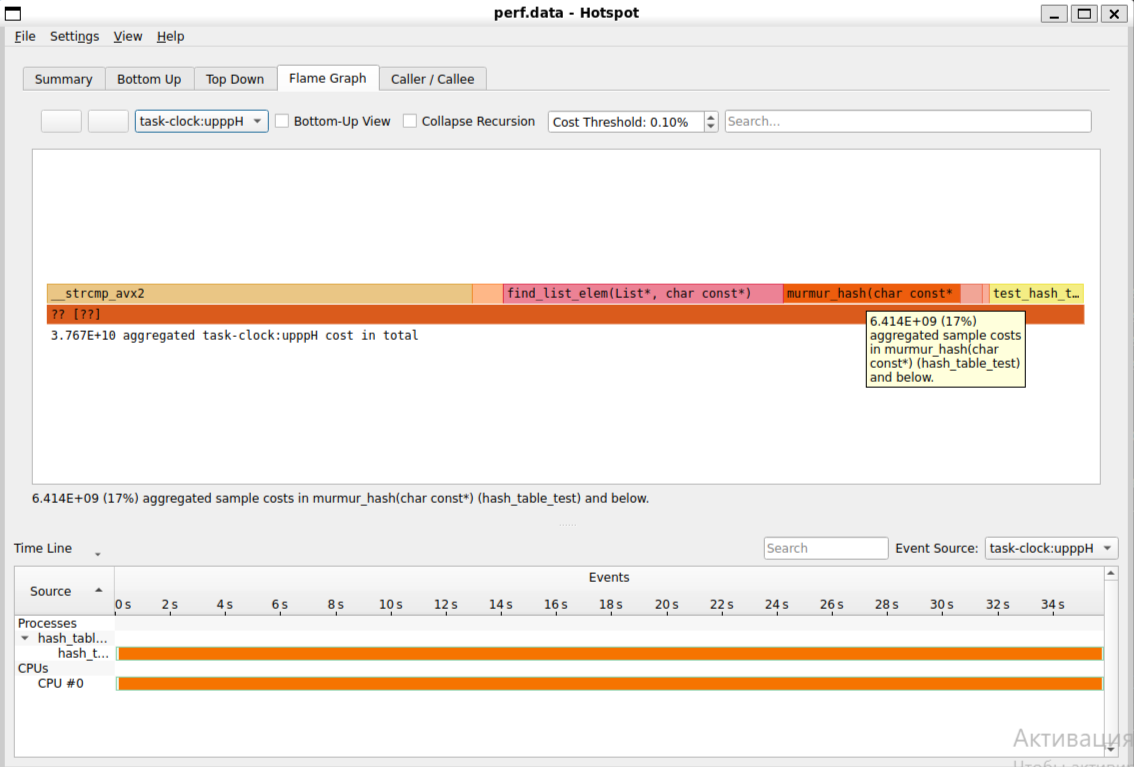 perf.data - Hotspot
File Settings View Help
Summary Bottom Up Top Down Flame Graph Caller / Callee
task-clock:upppH Bottom-Up View Collapse Recursion Cost Threshold: 0.10% Search...
__strcmp_avx2 find_list_elem(List*, char const*) murmur_hash(char const* test_hash_t…
?? [??]
3.767E+10 aggregated task-clock:upppH cost in total
6.414E+09 (17%)
aggregated sample costs
in murmur_hash(char
const*) (hash_table_test)
and below.
6.414E+09 (17%) aggregated sample costs in murmur_hash(char const*) (hash_table_test) and below.
Time Line Search Event Source: task-clock:upppH
Source Events
0 s 2 s 4 s 6 s 8 s 10 s 12 s 14 s 16 s 18 s 20 s 22 s 24 s 26 s 28 s 30 s 32 s 34 s
Processes
hash_tabl...
hash_t...
CPUs
CPU #0
Активация